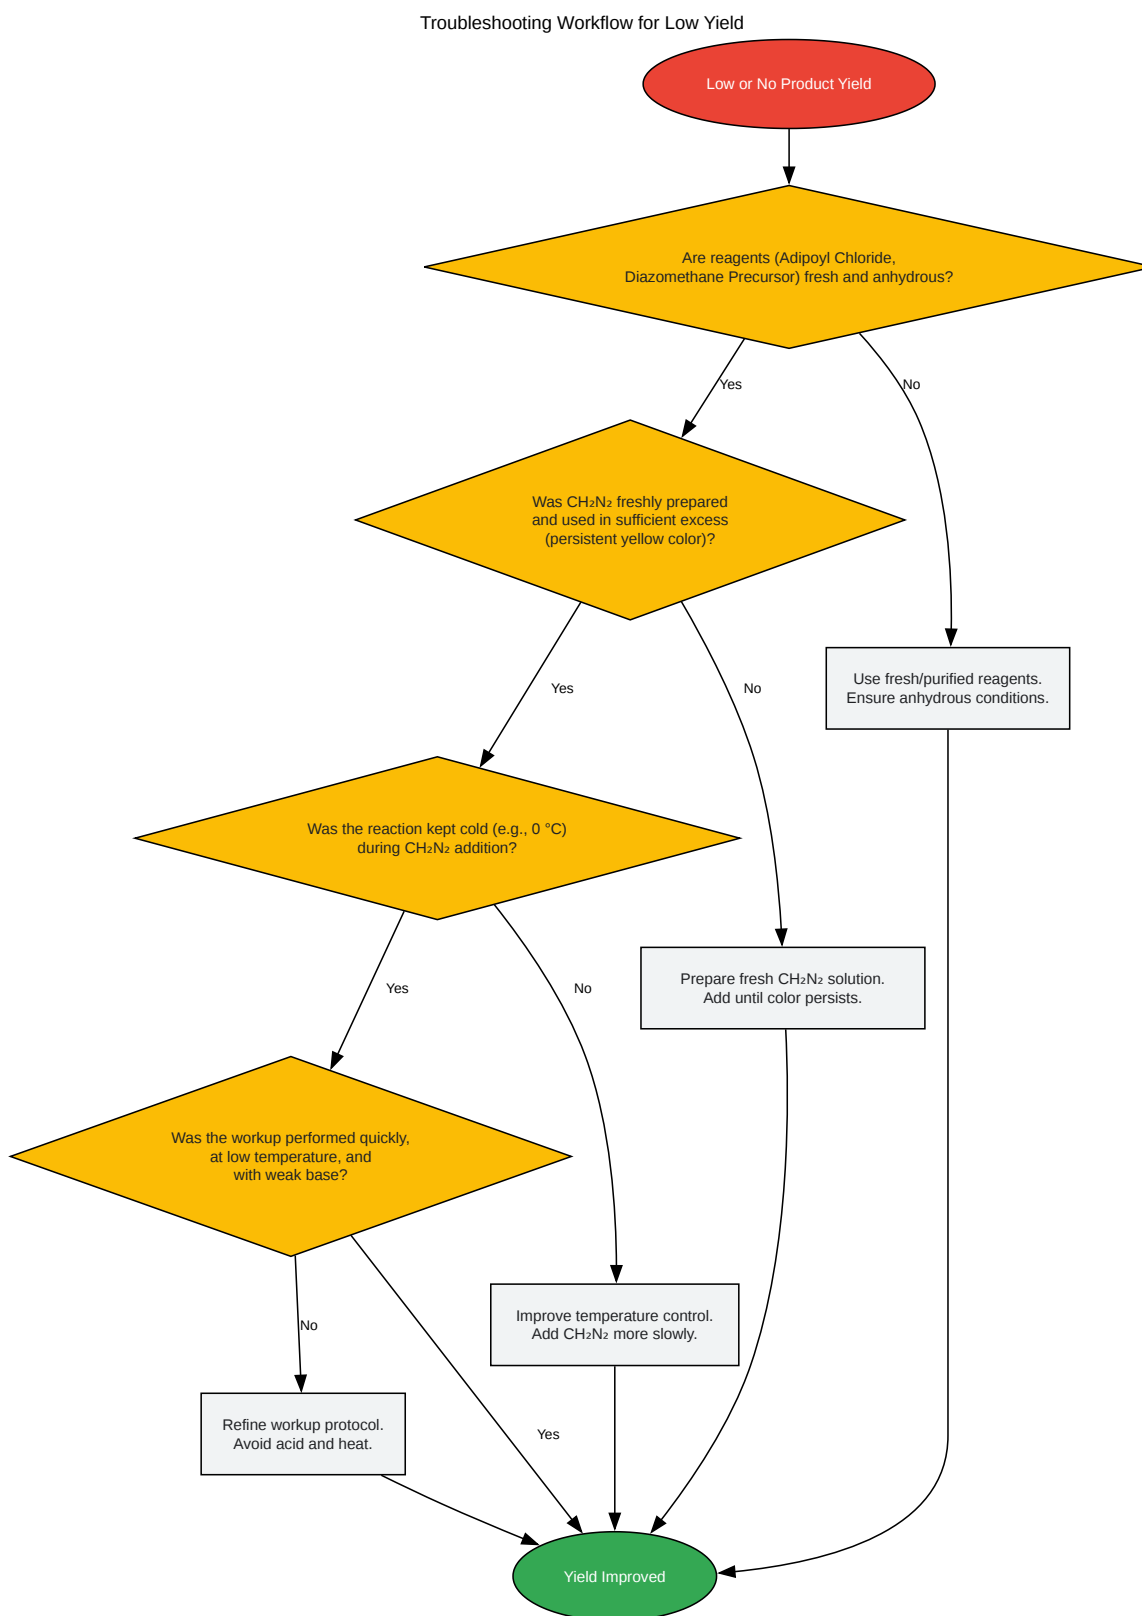 Troubleshooting Workflow for Low Yield
Low or No Product Yield
Are reagents (Adipoyl Chloride,
Diazomethane Precursor) fresh and anhydrous?
Yes
No
Was CH₂N₂ freshly prepared
and used in sufficient excess
(persistent yellow color)?
Yes
No
Use fresh/purified reagents.
Ensure anhydrous conditions.
Was the reaction kept cold (e.g., 0 °C)
during CH₂N₂ addition?
Yes
No
Prepare fresh CH₂N₂ solution.
Add until color persists.
Was the workup performed quickly,
at low temperature, and
with weak base?
No
Yes
Improve temperature control.
Add CH₂N₂ more slowly.
Refine workup protocol.
Avoid acid and heat.
Yield Improved